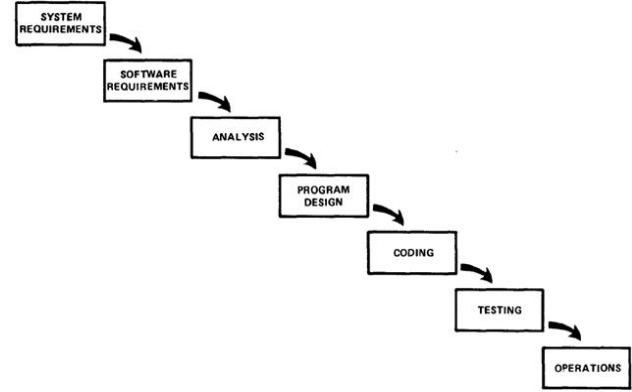 SYSTEM
REQUIREMENTS
SOFTWARE
REQUIREMENTS
ANALYSIS
PROGRAM
DESIGN
CODING
TESTING
OPERATIONS